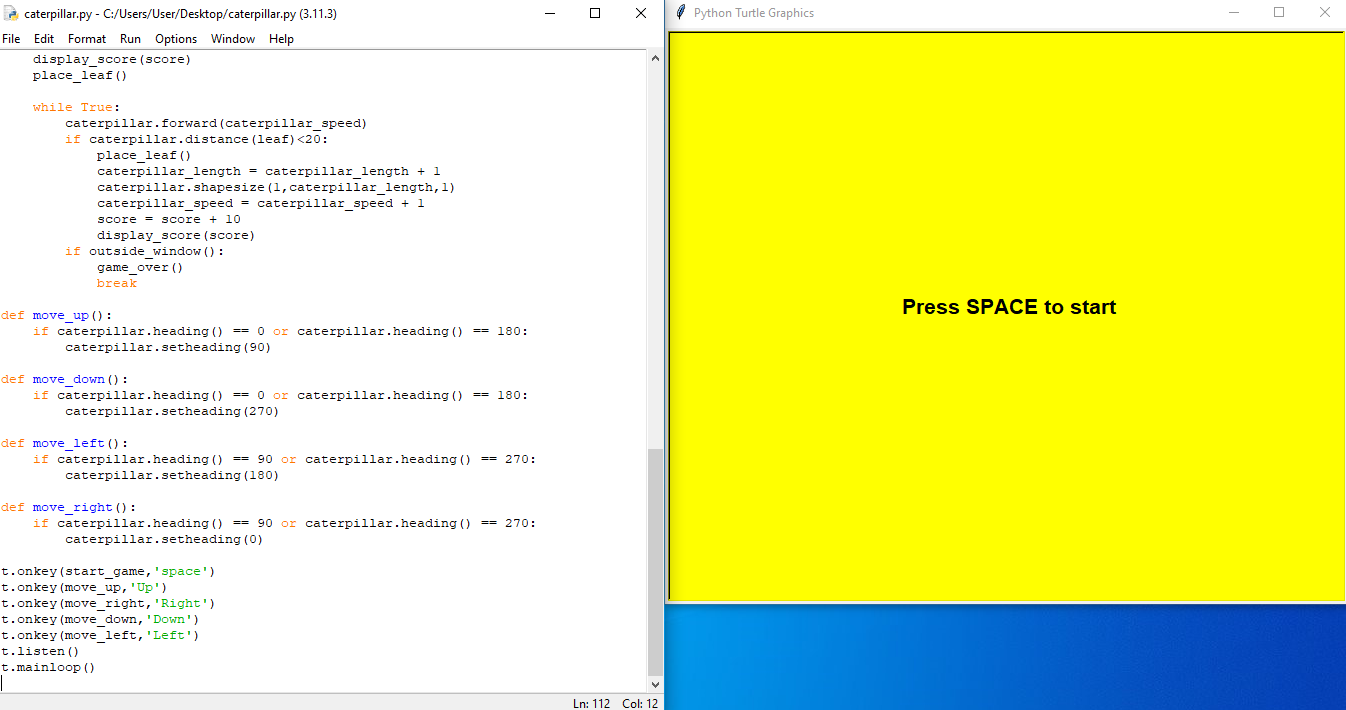 caterpillar.py - C:/Users/User/Desktop/caterpillar.py (3.11.3)
File Edit Format Run Options Window Help
    display_score(score)
    place_leaf()

    while True:
        caterpillar.forward(caterpillar_speed)
        if caterpillar.distance(leaf)<20:
            place_leaf()
            caterpillar_length = caterpillar_length + 1
            caterpillar.shapesize(1,caterpillar_length,1)
            caterpillar_speed = caterpillar_speed + 1
            score = score + 10
            display_score(score)
        if outside_window():
            game_over()
            break

def move_up():
    if caterpillar.heading() == 0 or caterpillar.heading() == 180:
        caterpillar.setheading(90)

def move_down():
    if caterpillar.heading() == 0 or caterpillar.heading() == 180:
        caterpillar.setheading(270)

def move_left():
    if caterpillar.heading() == 90 or caterpillar.heading() == 270:
        caterpillar.setheading(180)

def move_right():
    if caterpillar.heading() == 90 or caterpillar.heading() == 270:
        caterpillar.setheading(0)

t.onkey(start_game,'space')
t.onkey(move_up,'Up')
t.onkey(move_right,'Right')
t.onkey(move_down,'Down')
t.onkey(move_left,'Left')
t.listen()
t.mainloop()
Ln: 112 Col: 12
Python Turtle Graphics
Press SPACE to start